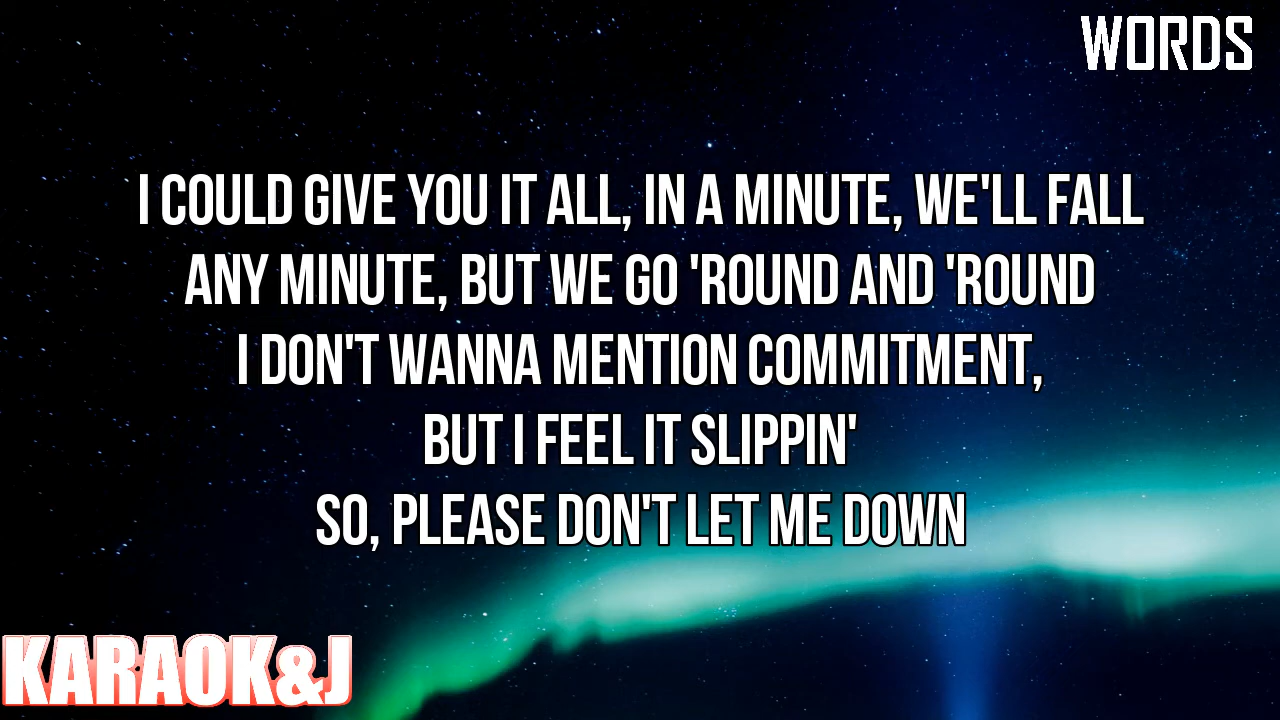 WORDS
I COULD GIVE YOU IT ALL, IN A MINUTE, WE'LL FALL
ANY MINUTE, BUT WE GO 'ROUND AND 'ROUND
I DON'T WANNA MENTION COMMITMENT,
BUT I FEEL IT SLIPPIN'
SO, PLEASE DON'T LET ME DOWN
KARAOK&J